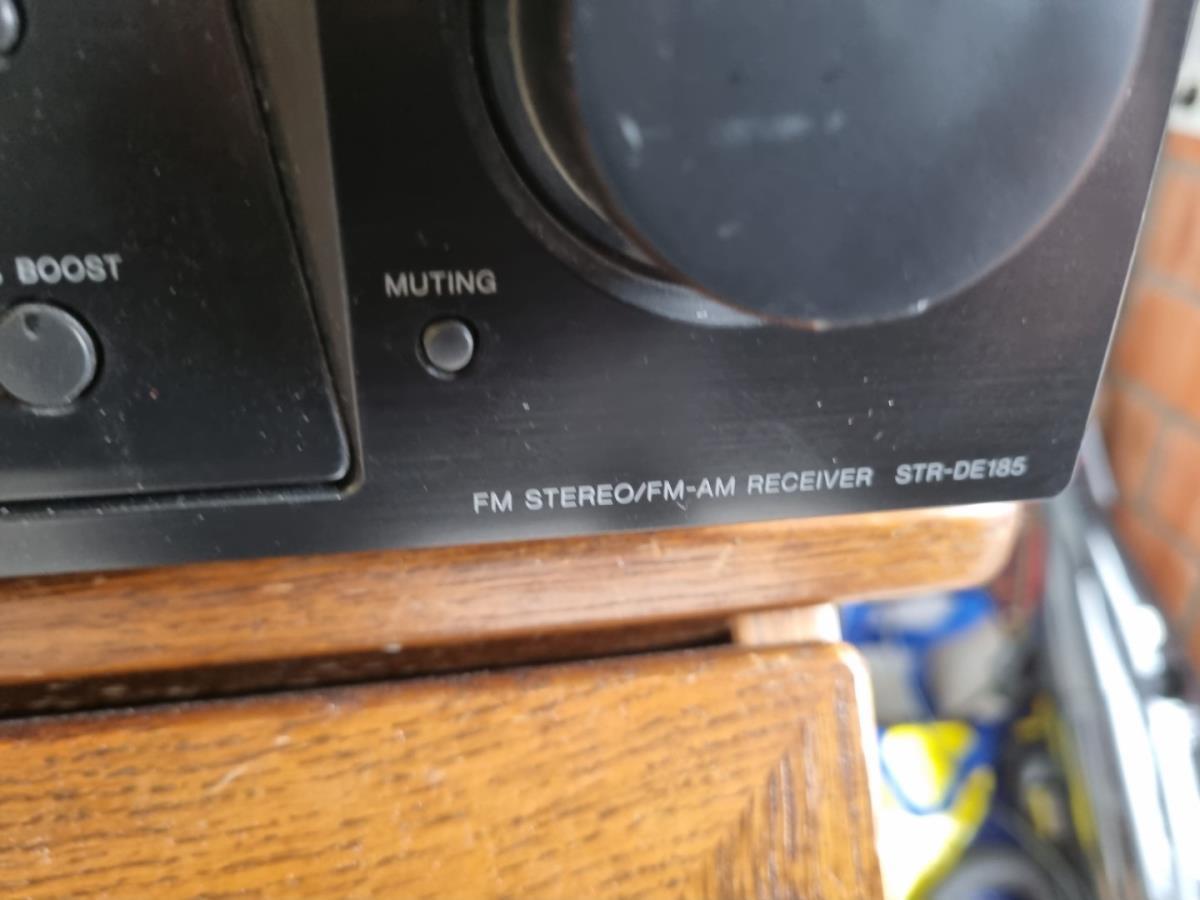 BOOST
MUTING
FM STEREO/FM-AM RECEIVER STR-DE185